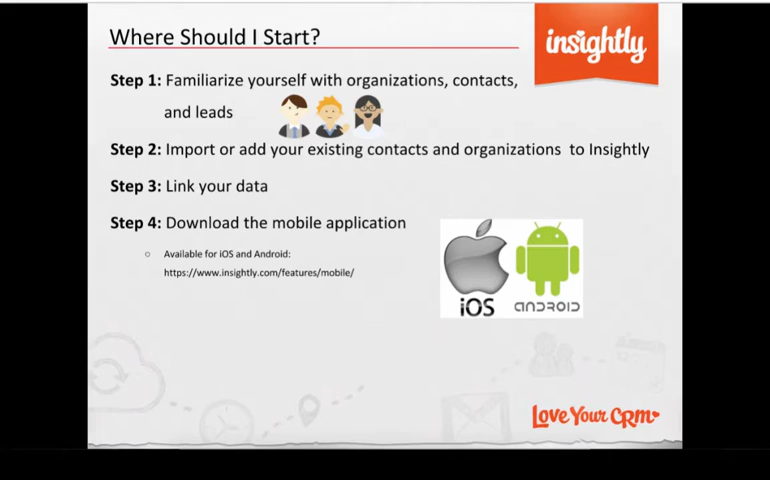 Where Should I Start?
insightly
Step 1: Familiarize yourself with organizations, contacts,
and leads
Step 2: Import or add your existing contacts and organizations to Insightly
Step 3: Link your data
Step 4: Download the mobile application
○ Available for iOS and Android:
https://www.insightly.com/features/mobile/
iOS ANDROID
Love Your CRM